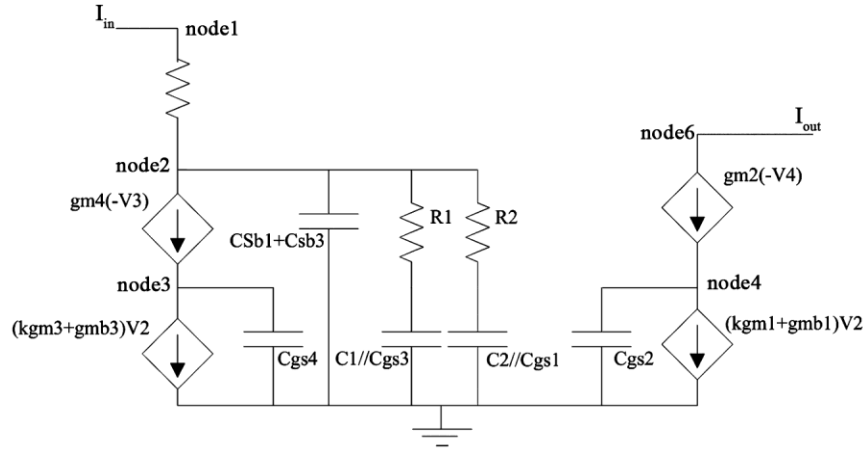 I_in
node1
I_out
node6
node2
gm4(-V3)
gm2(-V4)
R1
R2
CSb1+Csb3
node3
node4
(kgm3+gmb3)V2
(kgm1+gmb1)V2
Cgs4
C1//Cgs3
C2//Cgs1
Cgs2